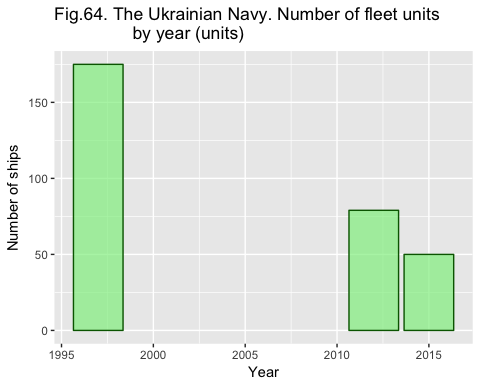 Fig.64. The Ukrainian Navy. Number of fleet units
by year (units)
Number of ships
150
100
50
0
1995 2000 2005 2010 2015
Year